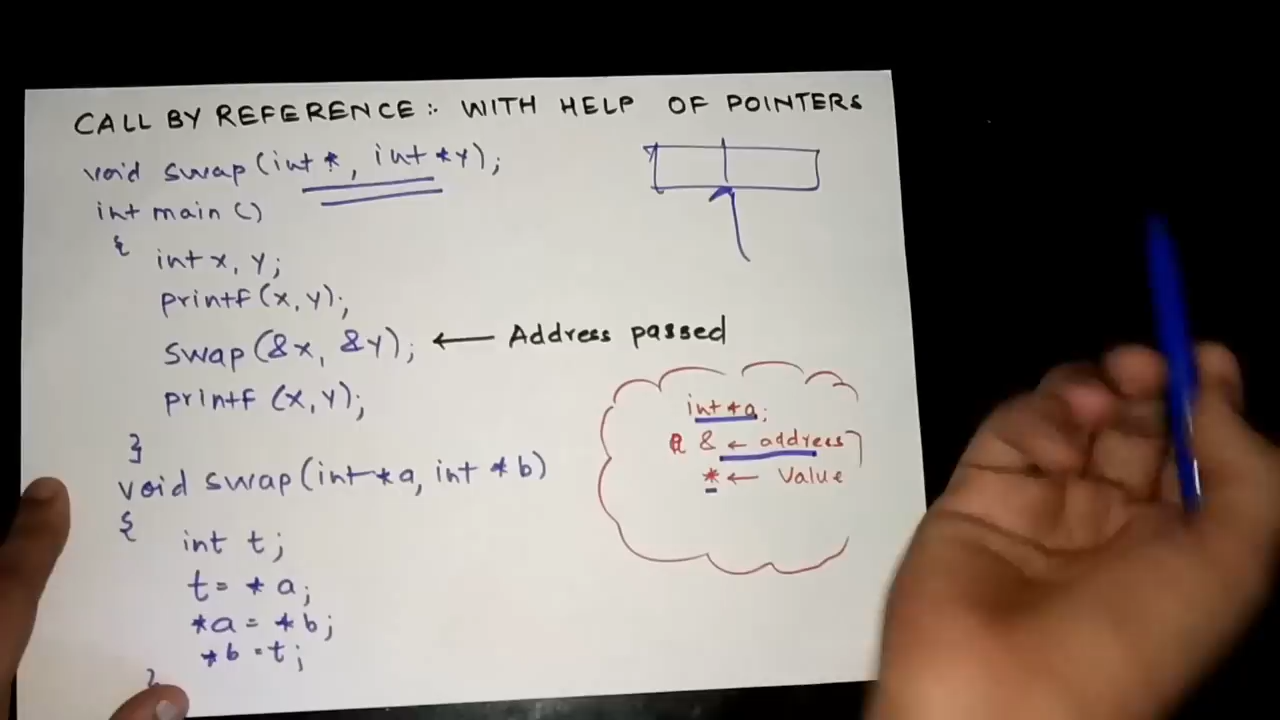 CALL BY REFERENCE :- WITH HELP OF POINTERS
void swap (int *, int *y);
int main ()
{
int x, y;
printf (x, y);
swap (&x, &y); ← Address passed
printf (x, y);
}
void swap (int *a, int *b)
{
int t;
t = *a;
*a = *b;
*b = t;
}
int *a;
& ← address
* ← Value